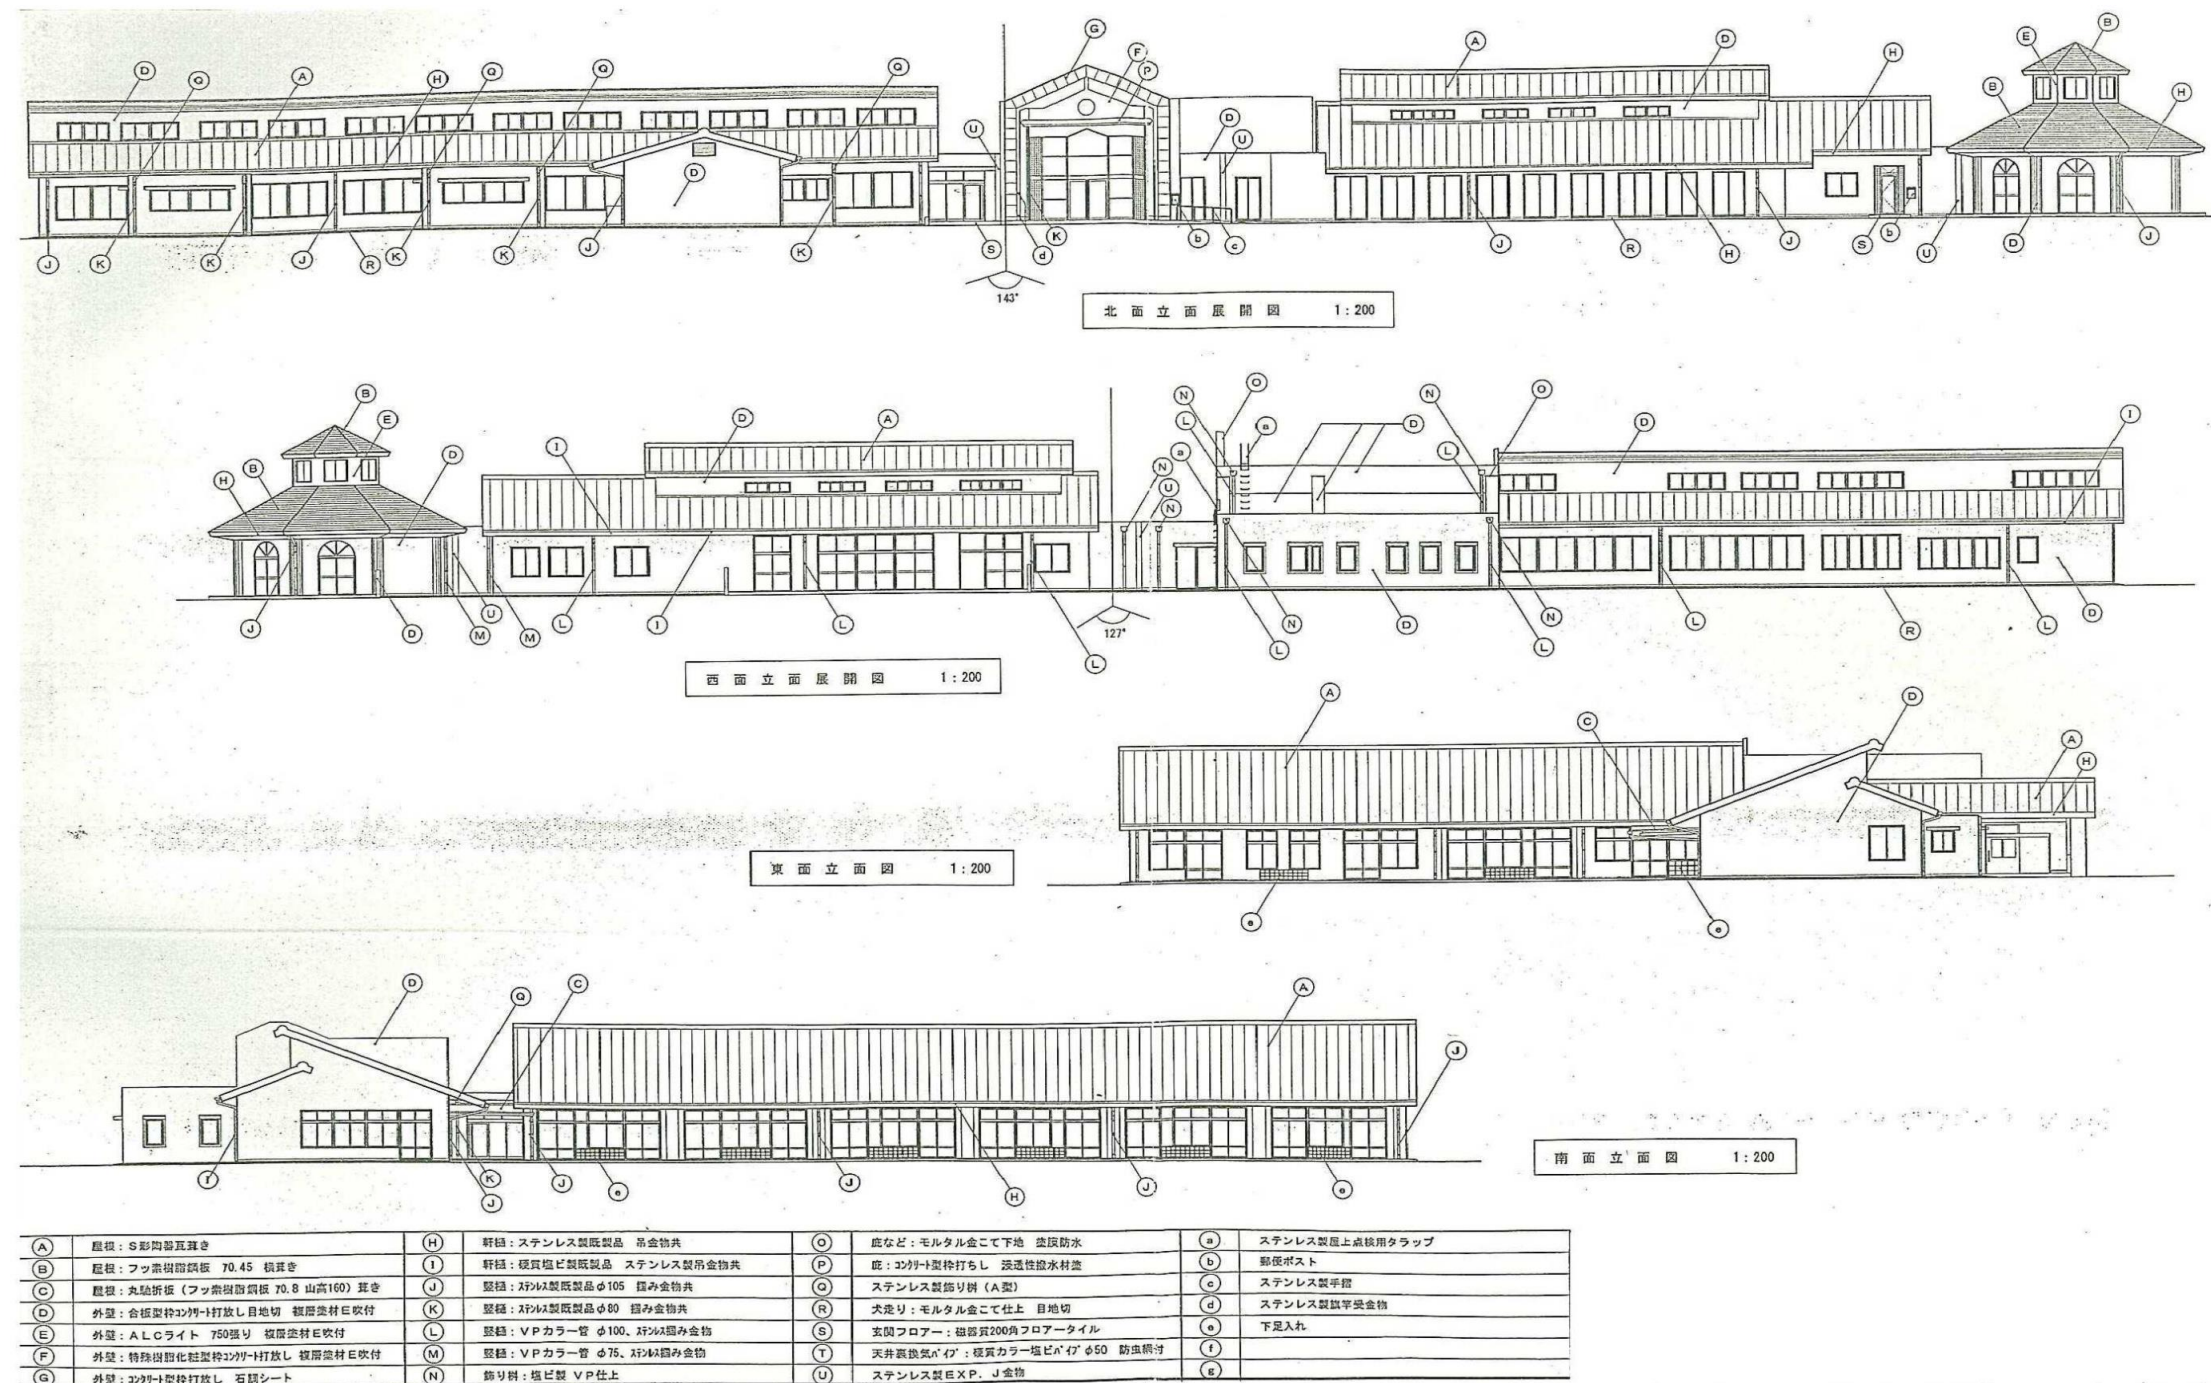 D Q A H Q Q Q G F P A D H E B B H
U D D U
J K K J R K K J K S d K b c J R H J S b U D J
143°
北面立面展開図 1:200
B E H B D I D A N L O a N L O D I
a N U N
J D M U M L I L L 127° L N D L N L R L D
西面立面展開図 1:200
A C D A H
東面立面図 1:200
e e
D Q C A J
K J J e J H J e
南面立面図 1:200
A 屋根：S形陶器瓦葺き
B 屋根：フッ素樹脂鋼板 70.45 横葺き
C 屋根：丸馳折板（フッ素樹脂鋼板 70.8 山高160）葺き
D 外壁：合板型枠コンクリート打放し目地切 複層塗材E吹付
E 外壁：ALCライト 750張り 複層塗材E吹付
F 外壁：特殊樹脂化粧型枠コンクリート打放し 複層塗材E吹付
G 外壁：コンクリート型枠打放し 石調シート
H 軒樋：ステンレス製既製品 吊金物共
I 軒樋：硬質塩ビ製既製品 ステンレス製吊金物共
J 竪樋：ステンレス製既製品φ105 掴み金物共
K 竪樋：ステンレス製既製品φ80 掴み金物共
L 竪樋：VPカラー管 φ100、ステンレス掴み金物
M 竪樋：VPカラー管 φ75、ステンレス掴み金物
N 飾り桝：塩ビ製 VP仕上
O 庇など：モルタル金こて下地 塗膜防水
P 庇：コンクリート型枠打ちし 浸透性撥水材塗
Q ステンレス製飾り桝（A型）
R 犬走り：モルタル金こて仕上 目地切
S 玄関フロアー：磁器質200角フロアータイル
T 天井裏換気パイプ：硬質カラー塩ビパイプφ50 防虫網付
U ステンレス製EXP．J金物
a ステンレス製屋上点検用タラップ
b 郵便ポスト
c ステンレス製手摺
d ステンレス製旗竿受金物
e 下足入れ
f
g